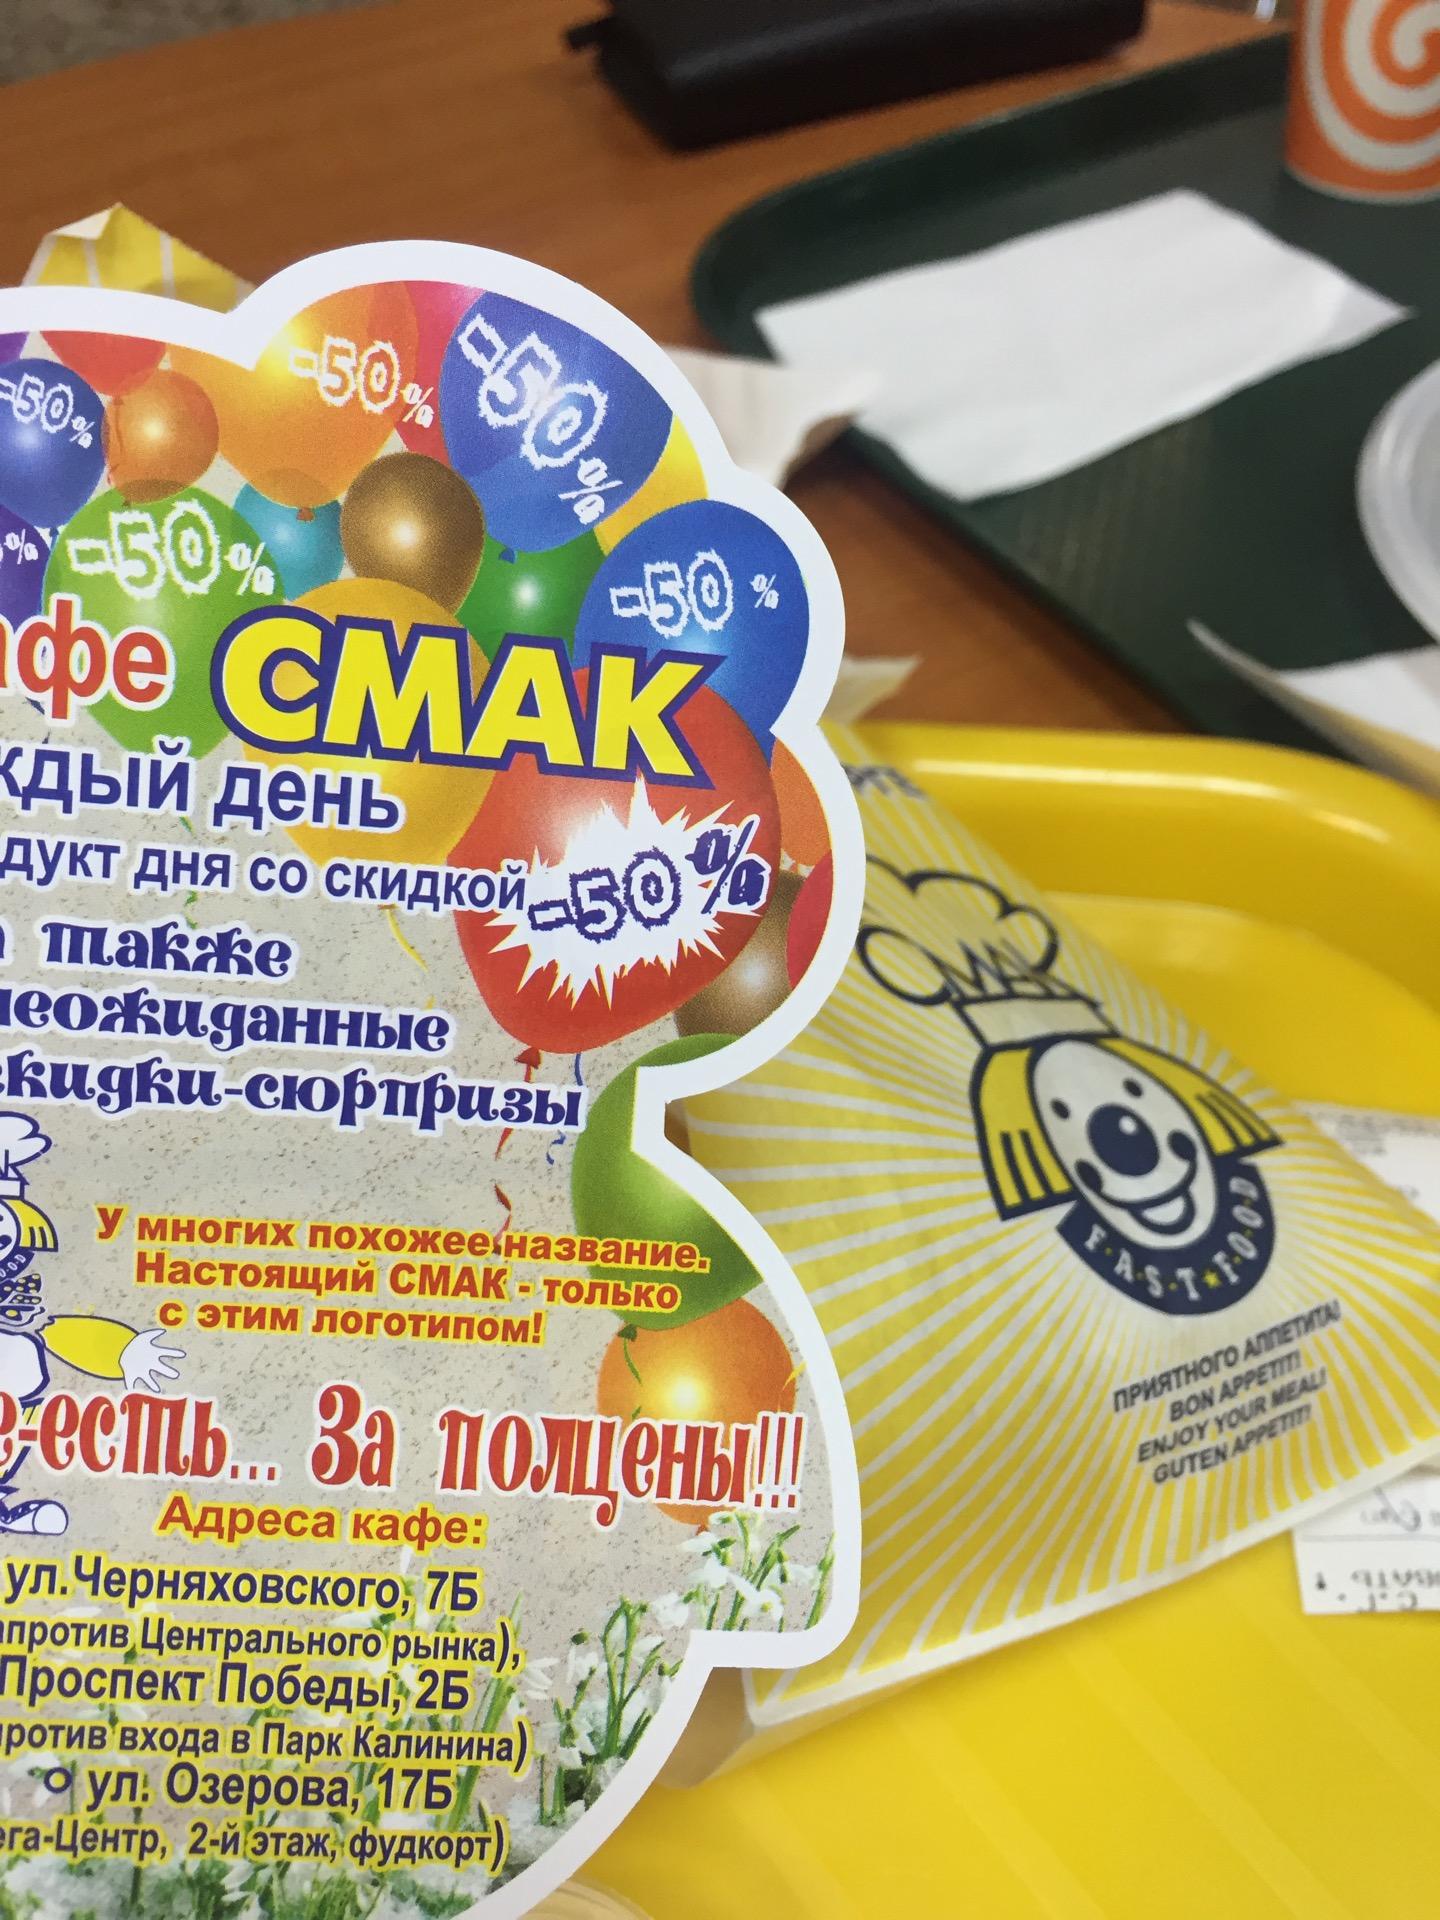 -50%
-50%
-50%
-50%
%
-50%
афе СМАК
ждый день
дукт дня со скидкой -50%
а также
неожиданные
скидки-сюрпризы
У многих похожее название.
Настоящий СМАК - только
с этим логотипом!
е-есть... За полцены!!!
Адреса кафе:
ул.Черняховского, 7Б
апротив Центрального рынка),
Проспект Победы, 2Б
против входа в Парк Калинина)
ул. Озерова, 17Б
ега-Центр, 2-й этаж, фудкорт)
СМАК
FAST★FOOD
ПРИЯТНОГО АППЕТИТА!
BON APPETIT!
ENJOY YOUR MEAL!
GUTEN APPETIT!